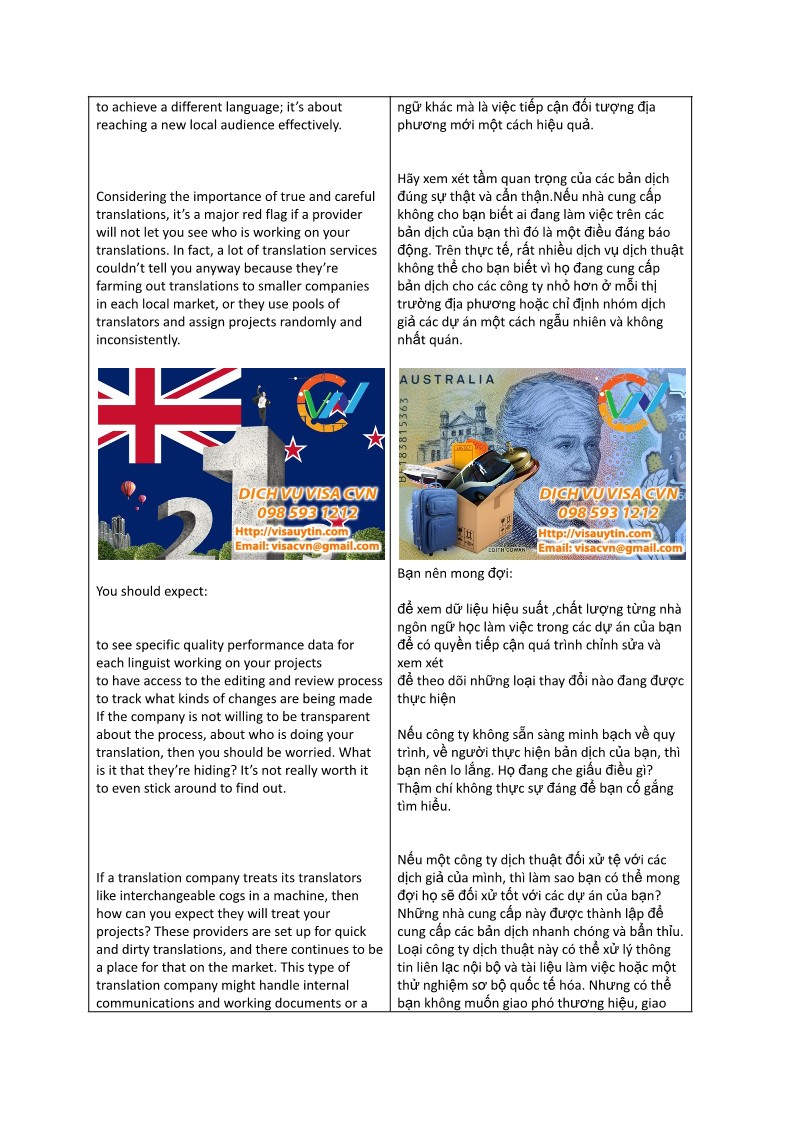 to achieve a different language; it’s about
reaching a new local audience effectively.
Considering the importance of true and careful
translations, it’s a major red flag if a provider
will not let you see who is working on your
translations. In fact, a lot of translation services
couldn’t tell you anyway because they’re
farming out translations to smaller companies
in each local market, or they use pools of
translators and assign projects randomly and
inconsistently.
CVN
21
DỊCH VỤ VISA CVN
098 593 1212
Http://visauytin.com
Email: visacvn@gmail.com
You should expect:
to see specific quality performance data for
each linguist working on your projects
to have access to the editing and review process
to track what kinds of changes are being made
If the company is not willing to be transparent
about the process, about who is doing your
translation, then you should be worried. What
is it that they’re hiding? It’s not really worth it
to even stick around to find out.
If a translation company treats its translators
like interchangeable cogs in a machine, then
how can you expect they will treat your
projects? These providers are set up for quick
and dirty translations, and there continues to be
a place for that on the market. This type of
translation company might handle internal
communications and working documents or a
ngữ khác mà là việc tiếp cận đối tượng địa
phương mới một cách hiệu quả.
Hãy xem xét tầm quan trọng của các bản dịch
đúng sự thật và cẩn thận.Nếu nhà cung cấp
không cho bạn biết ai đang làm việc trên các
bản dịch của bạn thì đó là một điều đáng báo
động. Trên thực tế, rất nhiều dịch vụ dịch thuật
không thể cho bạn biết vì họ đang cung cấp
bản dịch cho các công ty nhỏ hơn ở mỗi thị
trường địa phương hoặc chỉ định nhóm dịch
giả các dự án một cách ngẫu nhiên và không
nhất quán.
AUSTRALIA
CVN
DỊCH VỤ VISA CVN
098 593 1212
Http://visauytin.com
Email: visacvn@gmail.com
EDITH COWAN
Bạn nên mong đợi:
để xem dữ liệu hiệu suất ,chất lượng từng nhà
ngôn ngữ học làm việc trong các dự án của bạn
để có quyền tiếp cận quá trình chỉnh sửa và
xem xét
để theo dõi những loại thay đổi nào đang được
thực hiện
Nếu công ty không sẵn sàng minh bạch về quy
trình, về người thực hiện bản dịch của bạn, thì
bạn nên lo lắng. Họ đang che giấu điều gì?
Thậm chí không thực sự đáng để bạn cố gắng
tìm hiểu.
Nếu một công ty dịch thuật đối xử tệ với các
dịch giả của mình, thì làm sao bạn có thể mong
đợi họ sẽ đối xử tốt với các dự án của bạn?
Những nhà cung cấp này được thành lập để
cung cấp các bản dịch nhanh chóng và bẩn thỉu.
Loại công ty dịch thuật này có thể xử lý thông
tin liên lạc nội bộ và tài liệu làm việc hoặc một
thử nghiệm sơ bộ quốc tế hóa. Nhưng có thể
bạn không muốn giao phó thương hiệu, giao